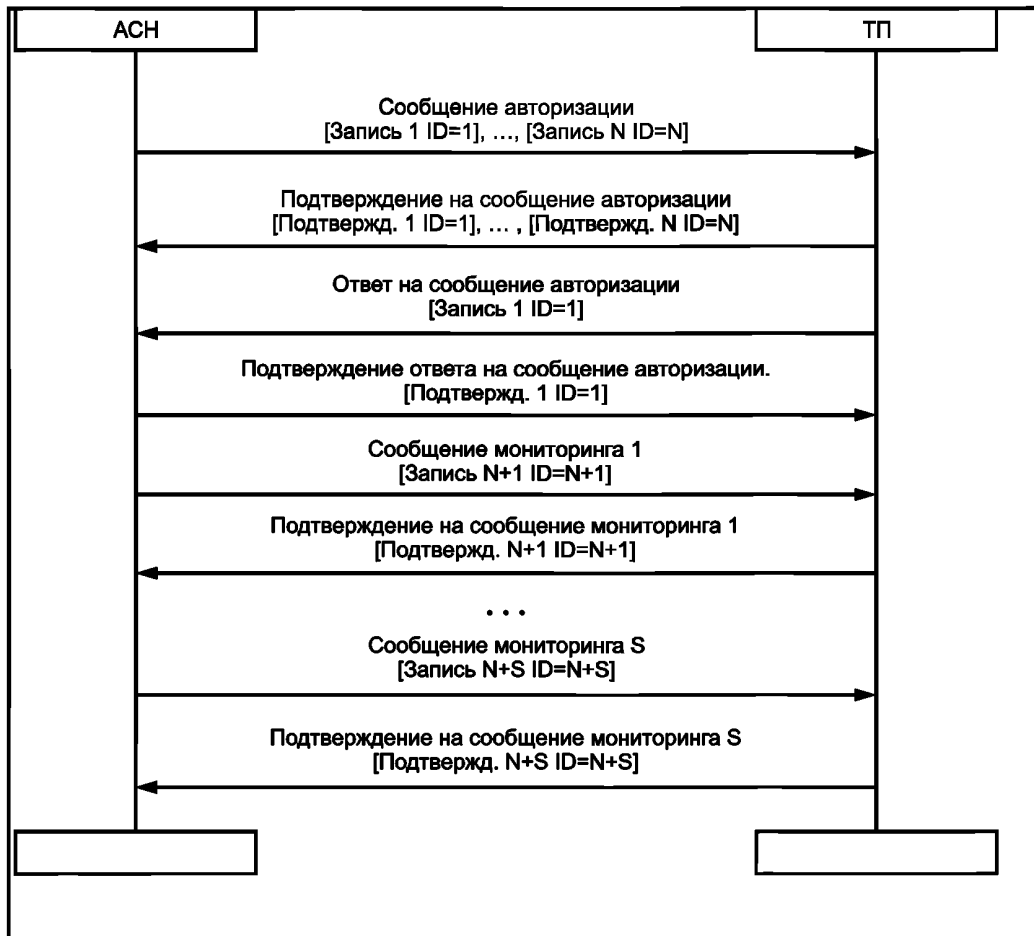 АСН
ТП
Сообщение авторизации
[Запись 1 ID=1], ..., [Запись N ID=N]
Подтверждение на сообщение авторизации
[Подтвержд. 1 ID=1], ... , [Подтвержд. N ID=N]
Ответ на сообщение авторизации
[Запись 1 ID=1]
Подтверждение ответа на сообщение авторизации.
[Подтвержд. 1 ID=1]
Сообщение мониторинга 1
[Запись N+1 ID=N+1]
Подтверждение на сообщение мониторинга 1
[Подтвержд. N+1 ID=N+1]
. . .
Сообщение мониторинга S
[Запись N+S ID=N+S]
Подтверждение на сообщение мониторинга S
[Подтвержд. N+S ID=N+S]